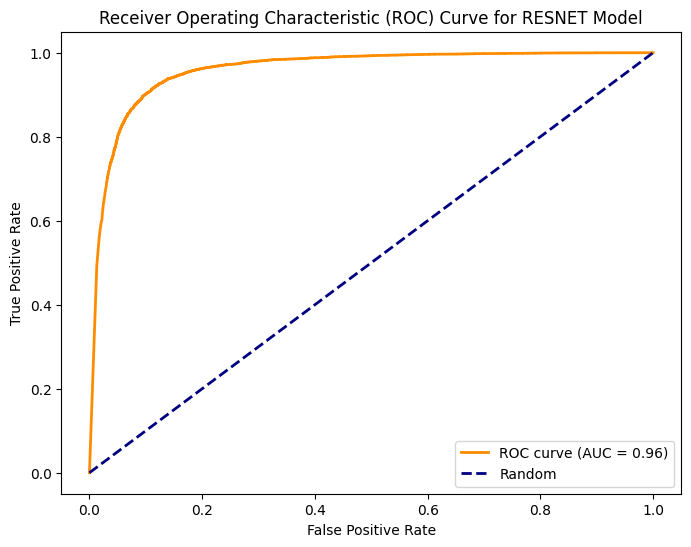 Receiver Operating Characteristic (ROC) Curve for RESNET Model
1.0
0.8
0.6
0.4
0.2
0.0
True Positive Rate
ROC curve (AUC = 0.96)
Random
0.0 0.2 0.4 0.6 0.8 1.0
False Positive Rate